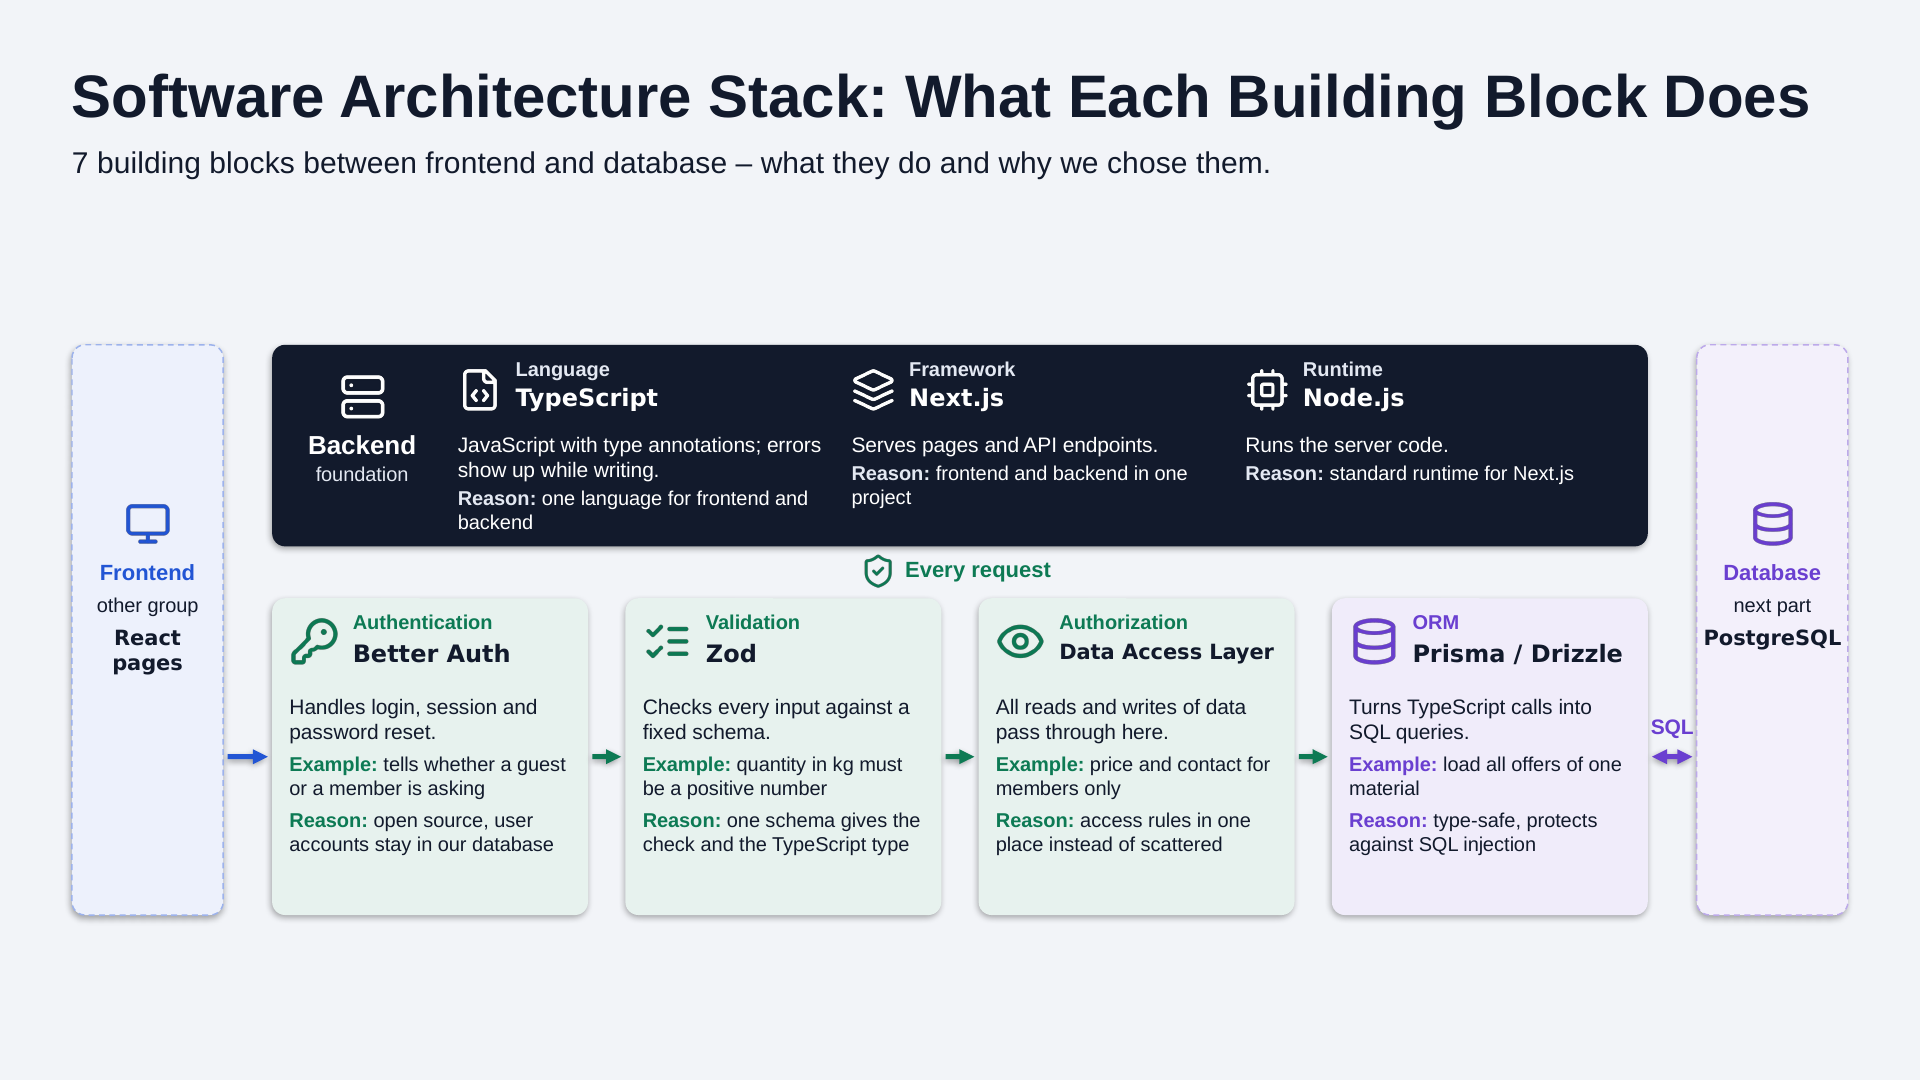 Software Architecture Stack: What Each Building Block Does
7 building blocks between frontend and database – what they do and why we chose them.
Frontend
other group
React
pages
Backend
foundation
Language
TypeScript
JavaScript with type annotations; errors
show up while writing.
Reason: one language for frontend and
backend
Framework
Next.js
Serves pages and API endpoints.
Reason: frontend and backend in one
project
Runtime
Node.js
Runs the server code.
Reason: standard runtime for Next.js
Every request
Authentication
Better Auth
Handles login, session and
password reset.
Example: tells whether a guest
or a member is asking
Reason: open source, user
accounts stay in our database
Validation
Zod
Checks every input against a
fixed schema.
Example: quantity in kg must
be a positive number
Reason: one schema gives the
check and the TypeScript type
Authorization
Data Access Layer
All reads and writes of data
pass through here.
Example: price and contact for
members only
Reason: access rules in one
place instead of scattered
ORM
Prisma / Drizzle
Turns TypeScript calls into
SQL queries.
Example: load all offers of one
material
Reason: type-safe, protects
against SQL injection
SQL
Database
next part
PostgreSQL